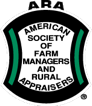 ARA
AMERICAN
SOCIETY
OF
FARM
MANAGERS
AND
RURAL
APPRAISERS
®